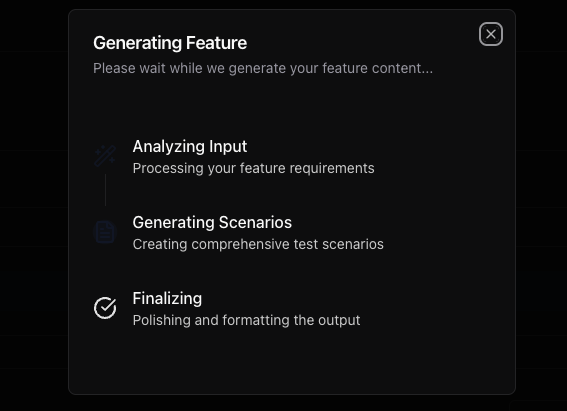 Generating Feature
Please wait while we generate your feature content...
Analyzing Input
Processing your feature requirements
Generating Scenarios
Creating comprehensive test scenarios
Finalizing
Polishing and formatting the output